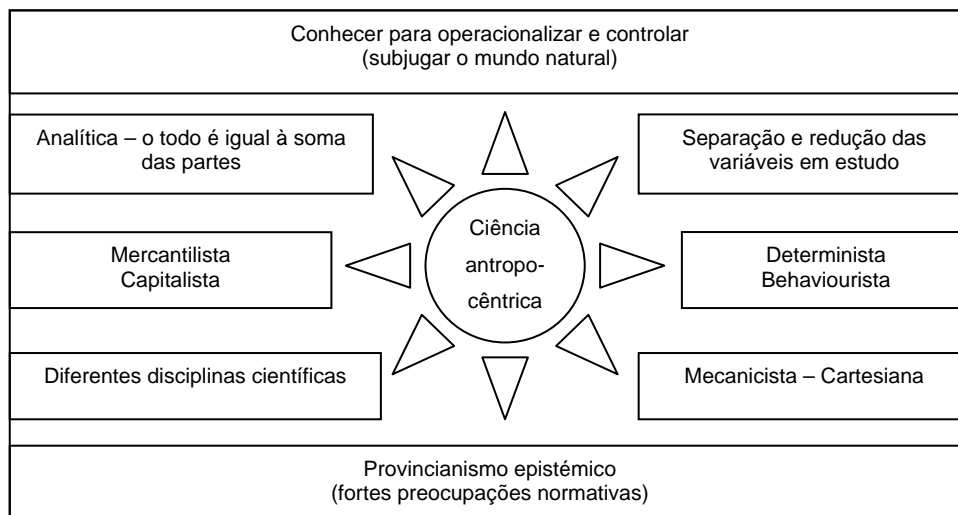 Conhecer para operacionalizar e controlar
(subjugar o mundo natural)
Analítica – o todo é igual à soma
das partes
Separação e redução das
variáveis em estudo
Mercantilista
Capitalista
Ciência
antropo-
cêntrica
Determinista
Behaviourista
Diferentes disciplinas científicas
Mecanicista – Cartesiana
Provincianismo epistémico
(fortes preocupações normativas)